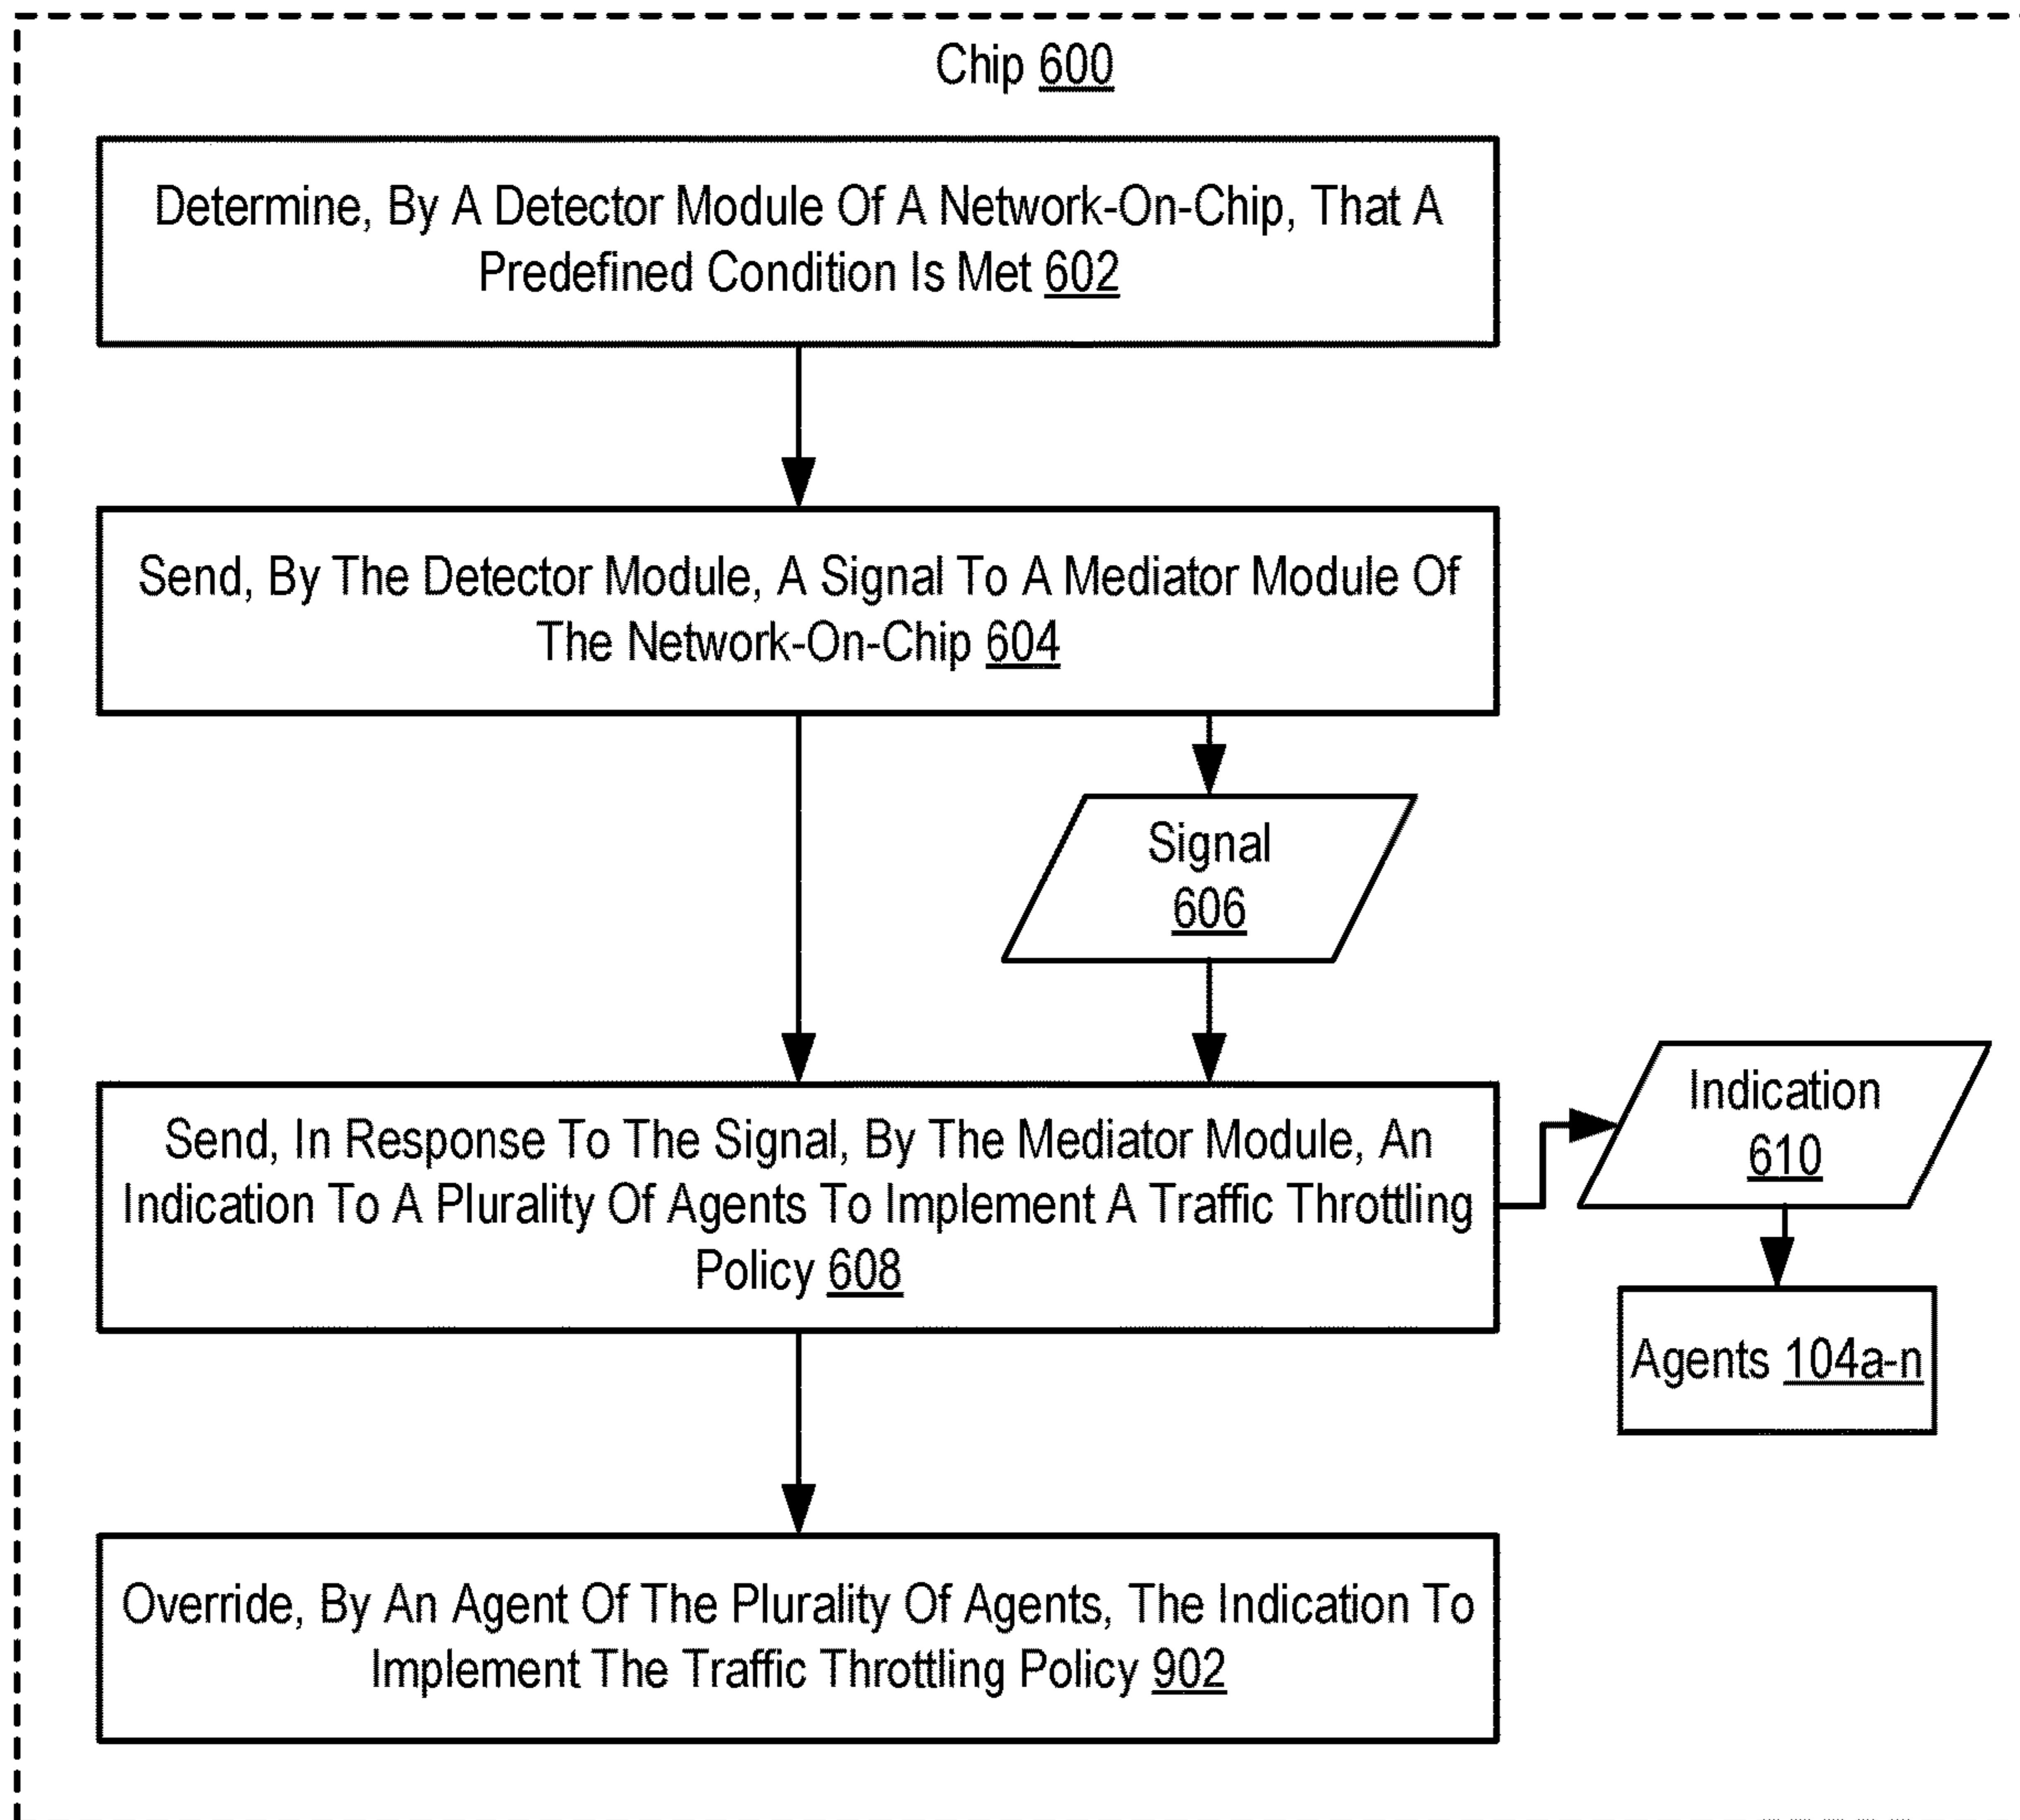 Chip 600
Determine, By A Detector Module Of A Network-On-Chip, That A
Predefined Condition Is Met 602
Send, By The Detector Module, A Signal To A Mediator Module Of
The Network-On-Chip 604
Signal
606
Send, In Response To The Signal, By The Mediator Module, An
Indication To A Plurality Of Agents To Implement A Traffic Throttling
Policy 608
Indication
610
Agents 104a-n
Override, By An Agent Of The Plurality Of Agents, The Indication To
Implement The Traffic Throttling Policy 902